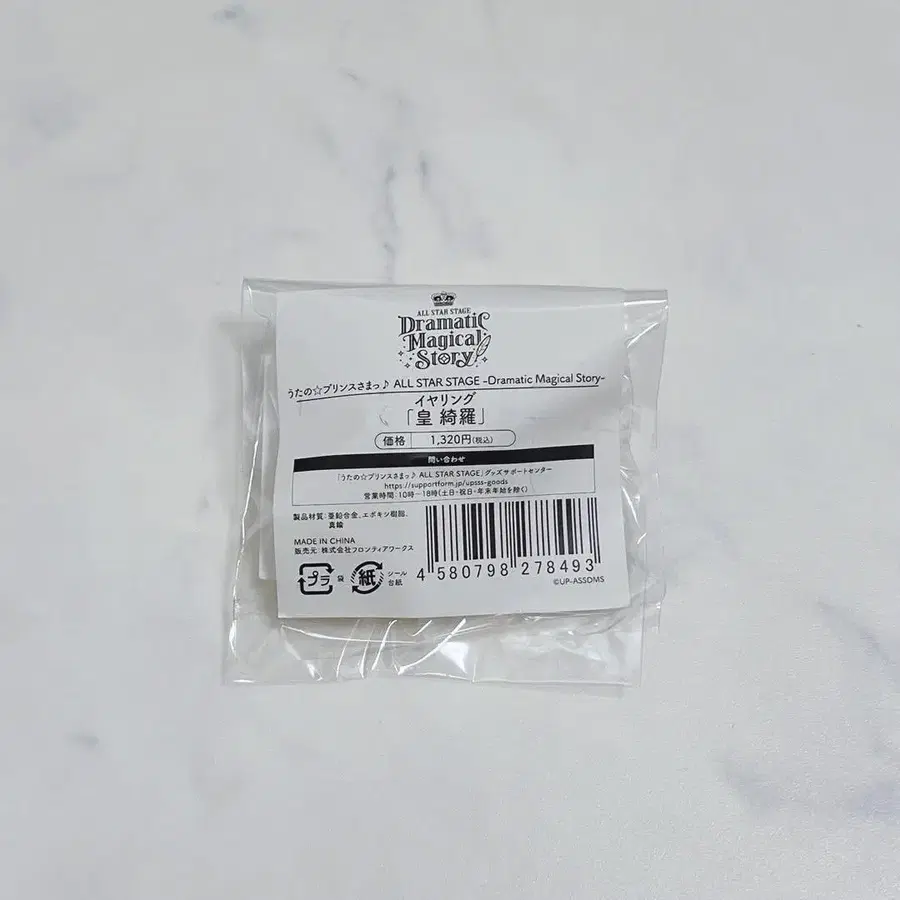 ALL STAR STAGE
Dramatic
Magical
Story
うたの☆プリンスさまっ♪ ALL STAR STAGE -Dramatic Magical Story-
イヤリング
「皇 綺羅」
価格 1,320円(税込)
問い合わせ
「うたの☆プリンスさまっ♪ ALL STAR STAGE」グッズサポートセンター
https://supportform.jp/upsss-goods
営業時間:10時-18時(土日・祝日・年末年始を除く)
製品材質:亜鉛合金、エポキシ樹脂、
真鍮
MADE IN CHINA
販売元:株式会社フロンティアワークス
プラ 袋 紙 シール
台紙
4 580798 278493
©UP-ASSDMS